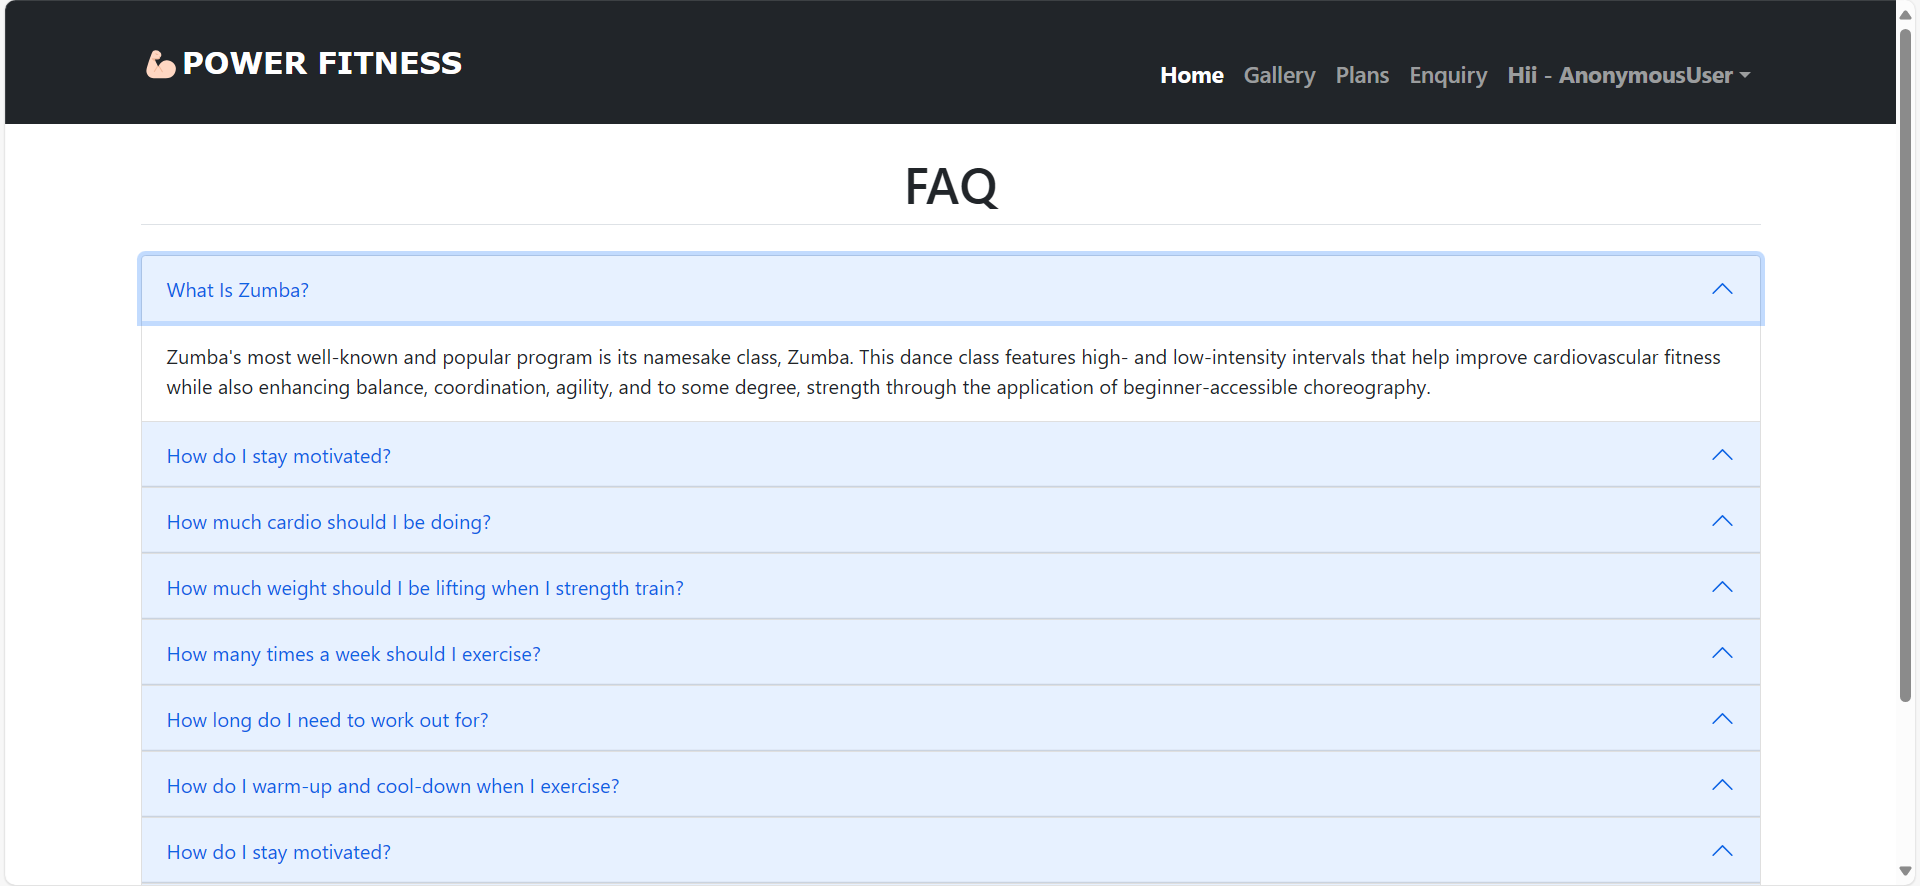 POWER FITNESS
Home Gallery Plans Enquiry Hii - AnonymousUser
FAQ
What Is Zumba?
Zumba's most well-known and popular program is its namesake class, Zumba. This dance class features high- and low-intensity intervals that help improve cardiovascular fitness
while also enhancing balance, coordination, agility, and to some degree, strength through the application of beginner-accessible choreography.
How do I stay motivated?
How much cardio should I be doing?
How much weight should I be lifting when I strength train?
How many times a week should I exercise?
How long do I need to work out for?
How do I warm-up and cool-down when I exercise?
How do I stay motivated?